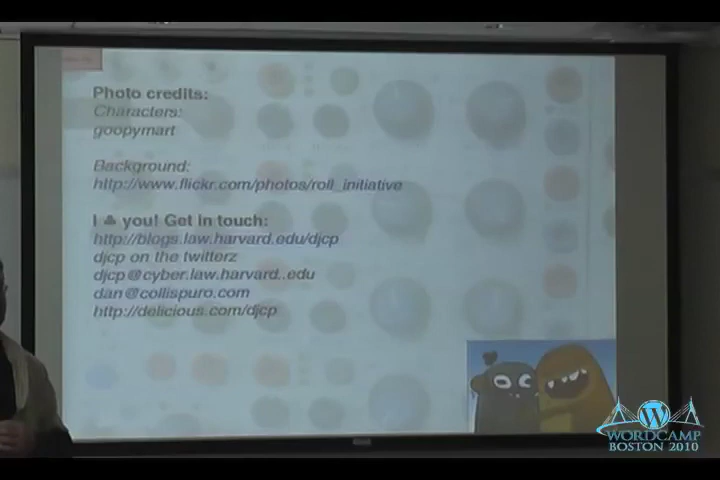 Photo credits:
Characters:
goopymart
Background:
http://www.flickr.com/photos/roll_initiative
I ♣ you! Get in touch:
http://blogs.law.harvard.edu/djcp
djcp on the twitterz
djcp@cyber.law.harvard..edu
dan@collispuro.com
http://delicious.com/djcp
WORDCAMP
BOSTON 2010